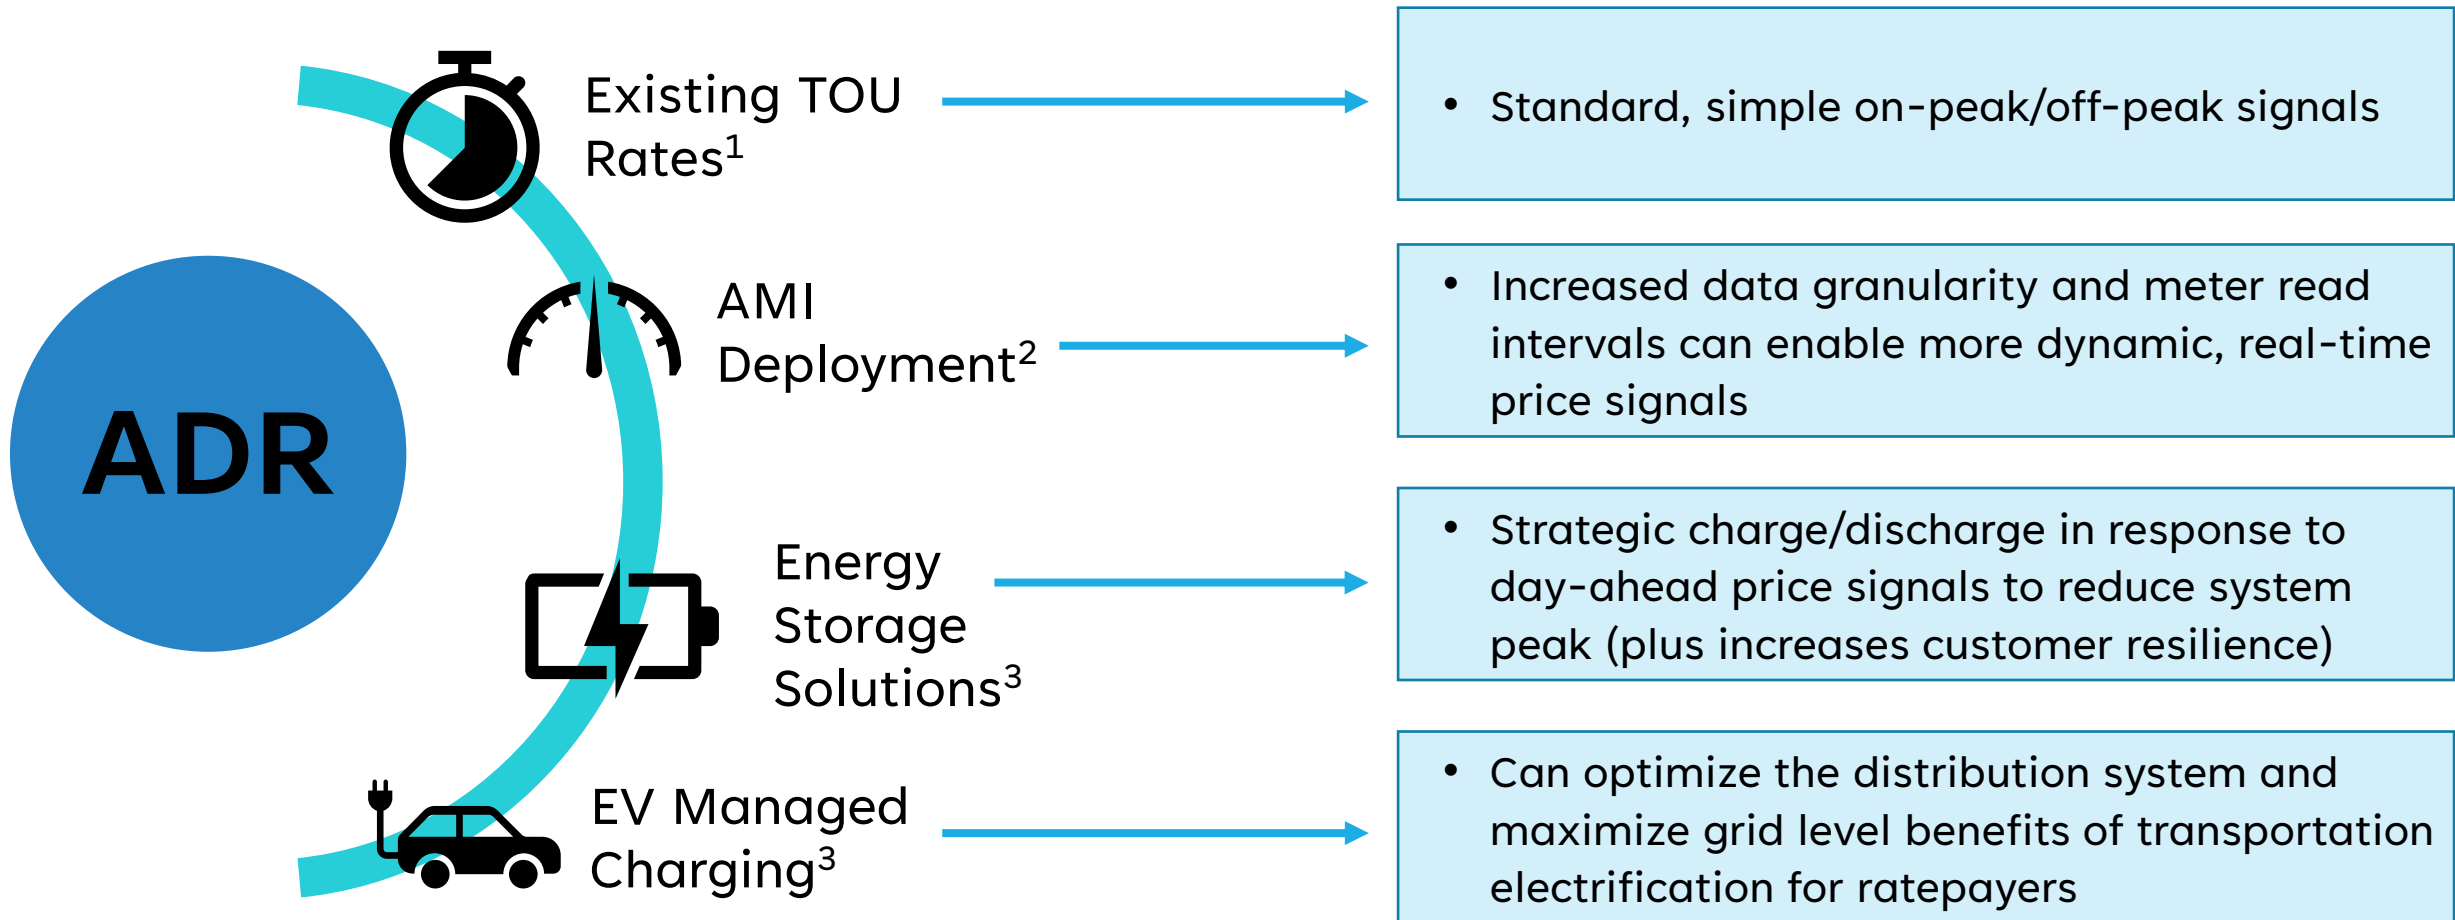 ADR
Existing TOU
Rates¹
• Standard, simple on-peak/off-peak signals
AMI
Deployment²
• Increased data granularity and meter read
intervals can enable more dynamic, real-time
price signals
Energy
Storage
Solutions³
• Strategic charge/discharge in response to
day-ahead price signals to reduce system
peak (plus increases customer resilience)
EV Managed
Charging³
• Can optimize the distribution system and
maximize grid level benefits of transportation
electrification for ratepayers